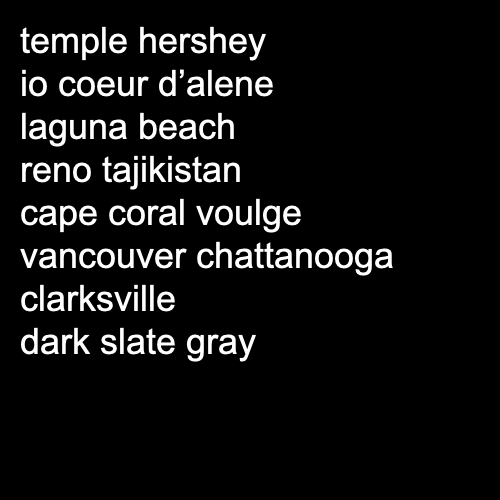 temple hershey
io coeur d’alene
laguna beach
reno tajikistan
cape coral voulge
vancouver chattanooga
clarksville
dark slate gray